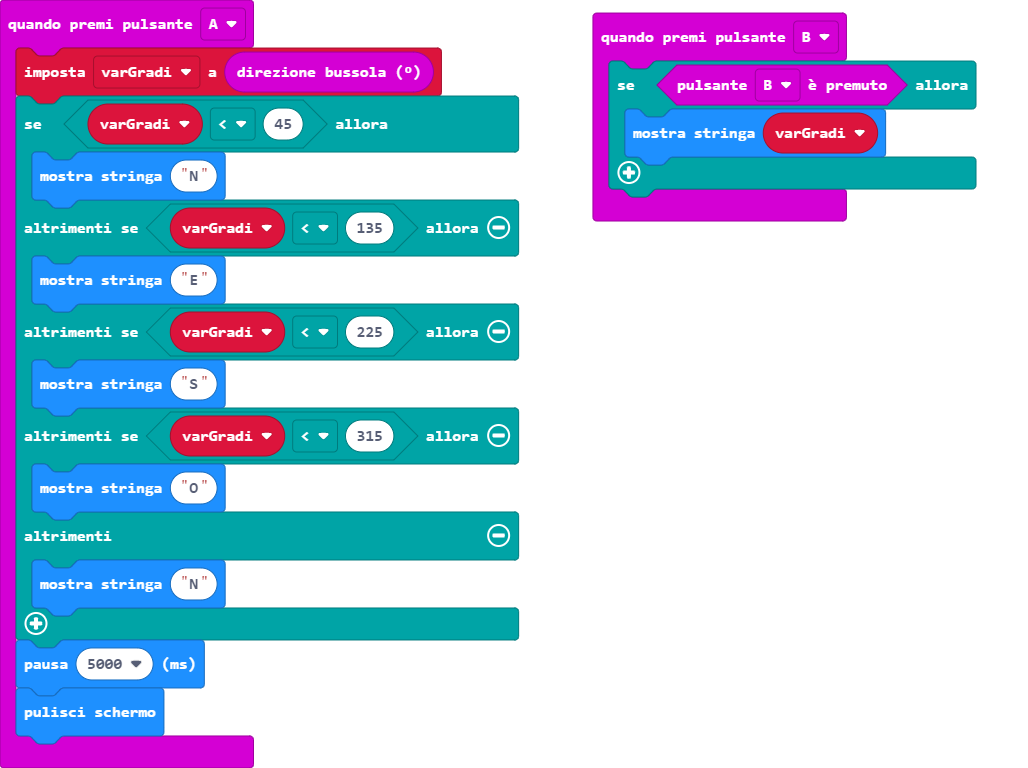 quando premi pulsante A
imposta varGradi a direzione bussola (°)
se varGradi < 45 allora
mostra stringa "N"
altrimenti se varGradi < 135 allora
mostra stringa "E"
altrimenti se varGradi < 225 allora
mostra stringa "S"
altrimenti se varGradi < 315 allora
mostra stringa "O"
altrimenti
mostra stringa "N"
pausa 5000 (ms)
pulisci schermo
quando premi pulsante B
se pulsante B è premuto allora
mostra stringa varGradi